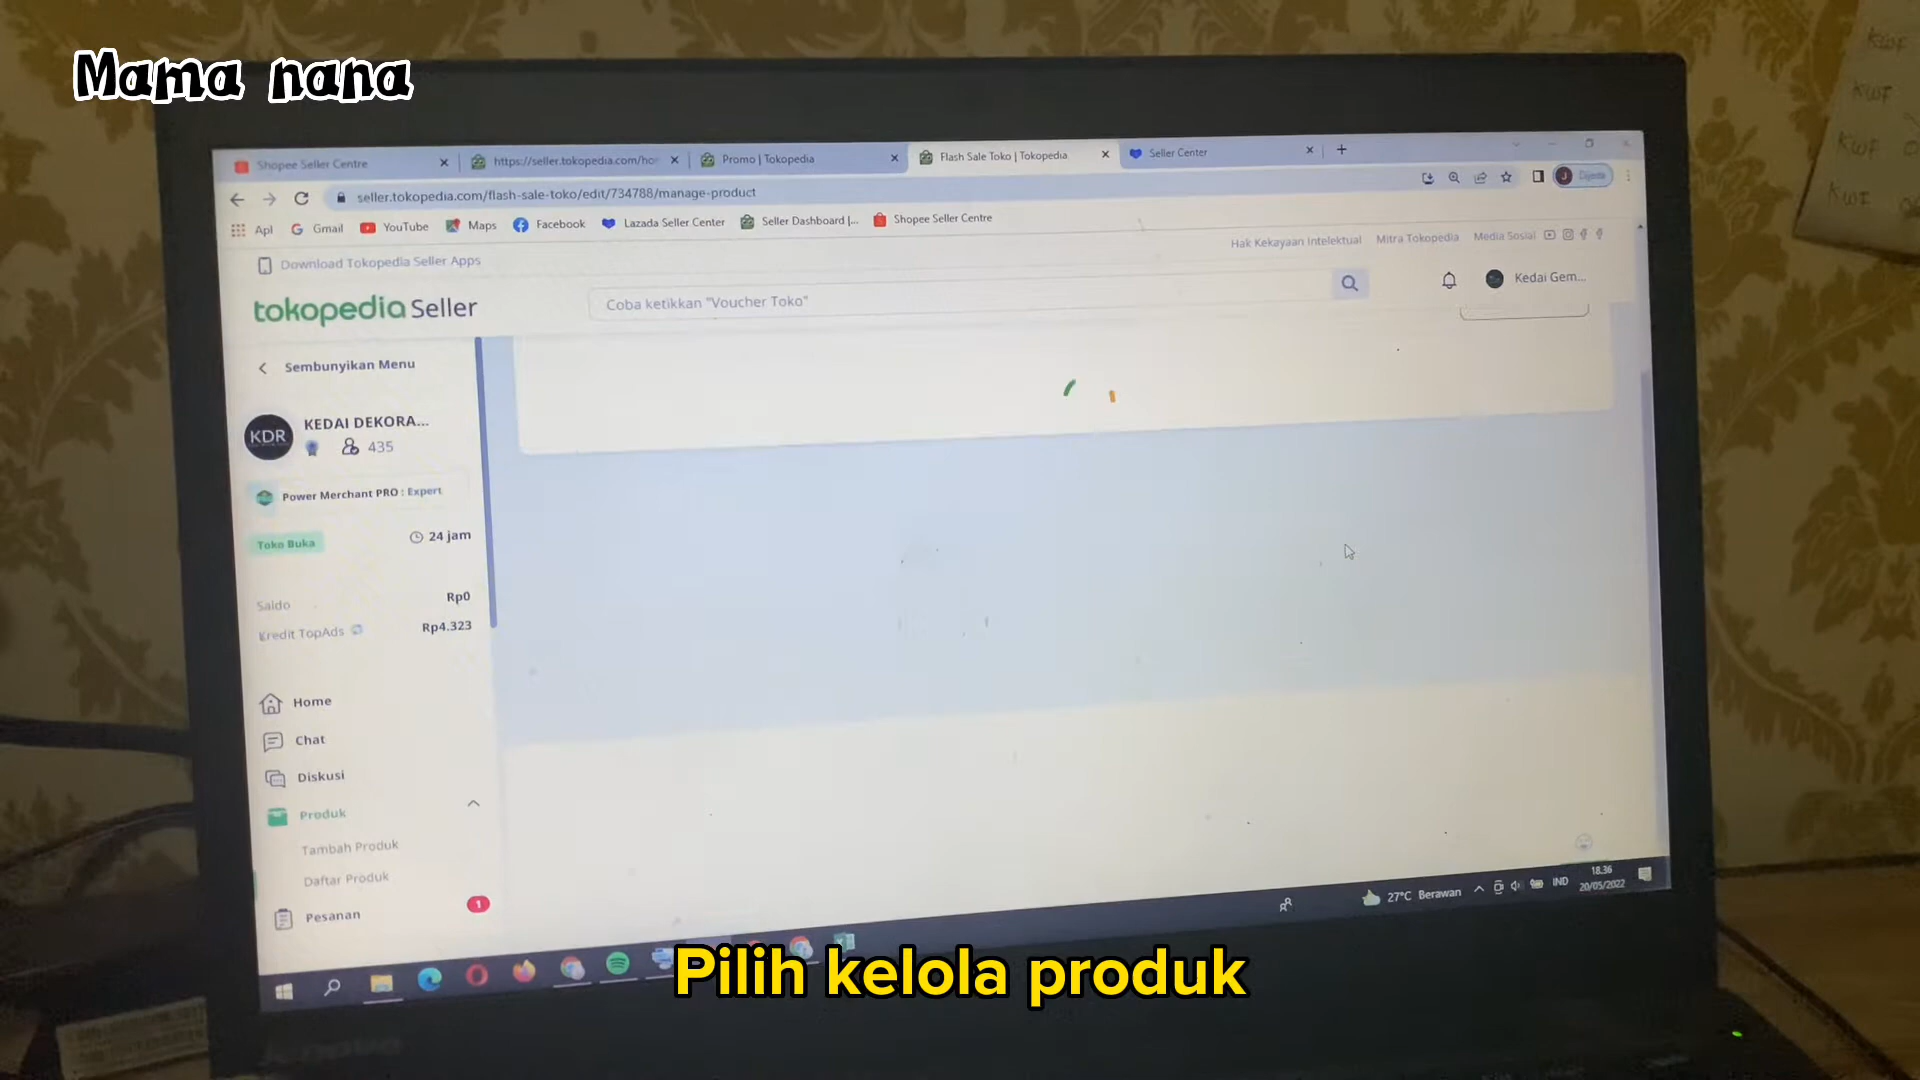 Mama nana
Shopee Seller Centre
https://seller.tokopedia.com/ho
Promo | Tokopedia
Flash Sale Toko | Tokopedia
Seller Center
seller.tokopedia.com/flash-sale-toko/edit/734788/manage-product
Apl
Gmail
YouTube
Maps
Facebook
Lazada Seller Center
Seller Dashboard |...
Shopee Seller Centre
Download Tokopedia Seller Apps
Hak Kekayaan Intelektual
Mitra Tokopedia
Media Sosial
tokopedia Seller
Coba ketikkan "Voucher Toko"
Kedai Gem...
Sembunyikan Menu
KDR
KEDAI DEKORA...
435
Power Merchant PRO : Expert
Toko Buka
24 jam
Saldo
Rp0
Kredit TopAds
Rp4.323
Home
Chat
Diskusi
Produk
Tambah Produk
Daftar Produk
Pesanan
1
27°C Berawan
IND
18.36
20/05/2022
Pilih kelola produk
KWF
KWF
KWF
KWF